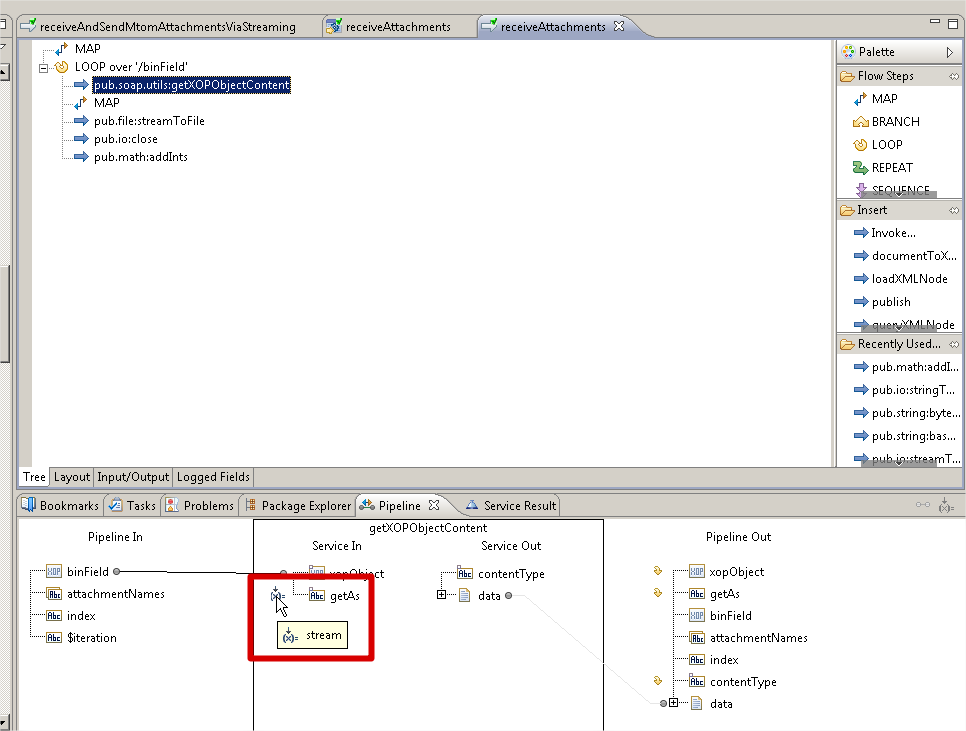 receiveAndSendMtomAttachmentsViaStreaming
receiveAttachments
receiveAttachments
MAP
LOOP over '/binField'
pub.soap.utils:getXOPObjectContent
MAP
pub.file:streamToFile
pub.io:close
pub.math:addInts
Palette
Flow Steps
MAP
BRANCH
LOOP
REPEAT
SEQUENCE
Insert
Invoke...
documentToX...
loadXMLNode
publish
queryXMLNode
Recently Used...
pub.math:addI...
pub.io:stringT...
pub.string:byte...
pub.string:bas...
pub.io:streamT...
Tree Layout Input/Output Logged Fields
Bookmarks Tasks Problems Package Explorer Pipeline Service Result
getXOPObjectContent
Pipeline In
binField
attachmentNames
index
$iteration
Service In
xopObject
getAs
stream
Service Out
contentType
data
Pipeline Out
xopObject
getAs
binField
attachmentNames
index
contentType
data